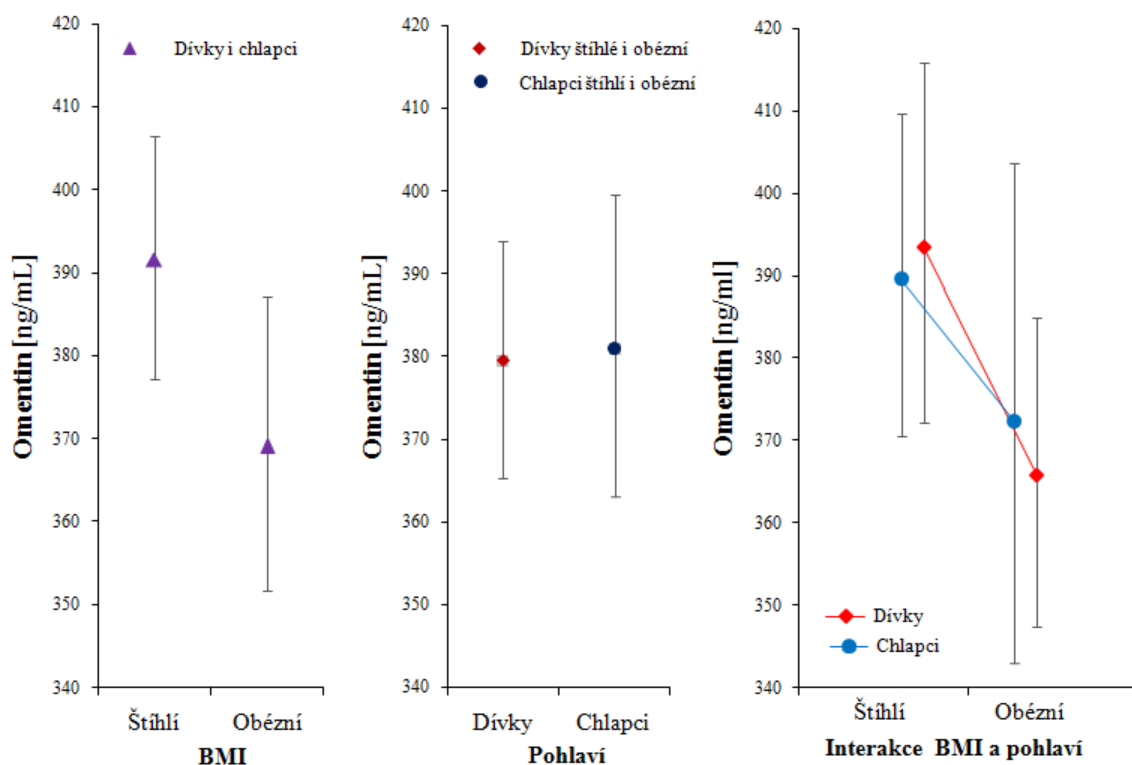 Omentin [ng/mL]
420
410
400
390
380
370
360
350
340
Dívky i chlapci
Štíhlí
Obézní
BMI
Omentin [ng/mL]
420
410
400
390
380
370
360
350
340
Dívky štíhlé i obézní
Chlapci štíhlí i obézní
Dívky
Chlapci
Pohlaví
Omentin [ng/ml]
420
410
400
390
380
370
360
350
340
Dívky
Chlapci
Štíhlí
Obézní
Interakce BMI a pohlaví